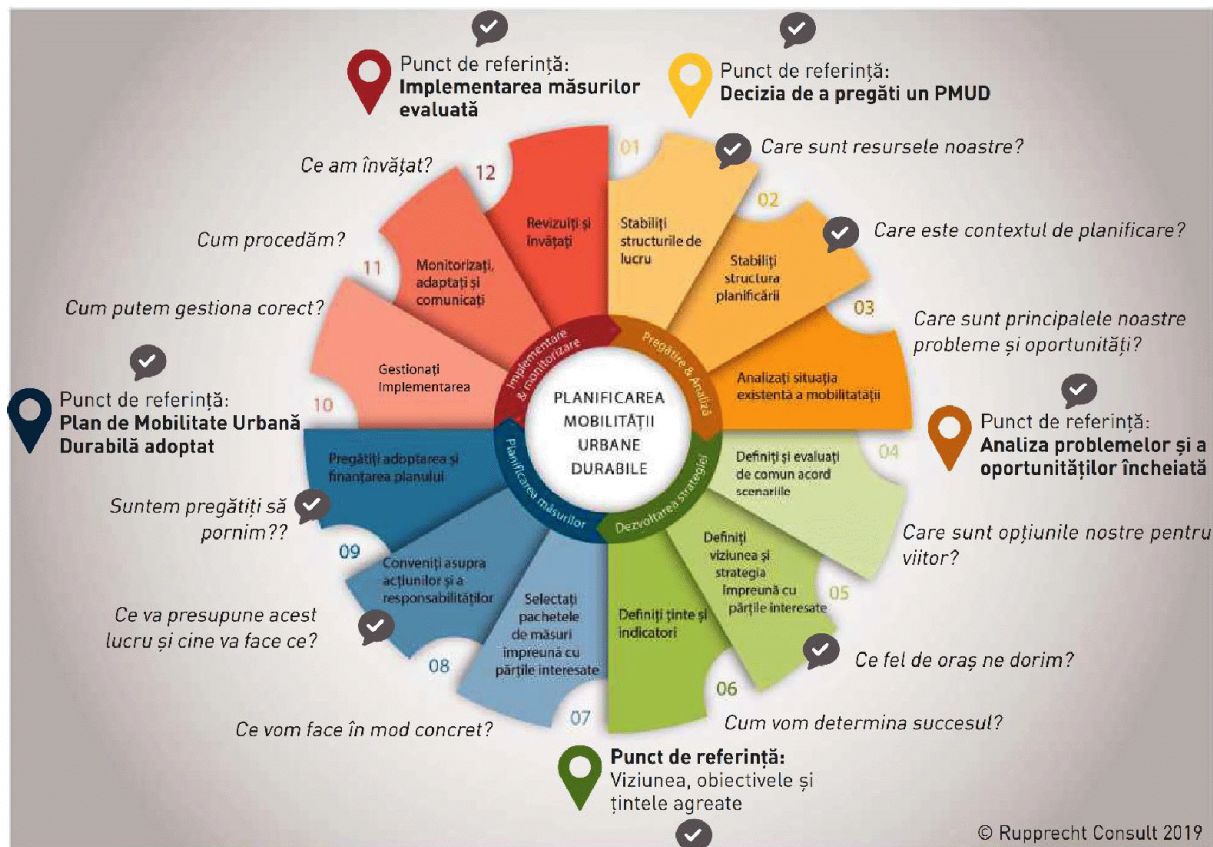 Punct de referință:
Implementarea măsurilor
evaluată
Punct de referință:
Decizia de a pregăti un PMUD
Care sunt resursele noastre?
Care este contextul de planificare?
Care sunt principalele noastre
probleme și oportunități?
Punct de referință:
Analiza problemelor și a
oportunităților încheiată
Care sunt opțiunile nostre pentru
viitor?
Ce fel de oraș ne dorim?
Cum vom determina succesul?
Punct de referință:
Viziunea, obiectivele și
țintele agreate
Ce vom face în mod concret?
Ce va presupune acest
lucru și cine va face ce?
Suntem pregătiți să
pornim??
Punct de referință:
Plan de Mobilitate Urbană
Durabilă adoptat
Cum putem gestiona corect?
Cum procedăm?
Ce am învățat?
01
Stabiliți
structurile de
lucru
02
Stabiliți
structura
planificării
03
Analizați situația
existentă a mobilitatății
04
Definiți și evaluați
de comun acord
scenariile
05
Definiți
viziunea și
strategia
împreună cu
părțile interesate
06
Definiți ținte și
indicatori
07
Selectați
pachetele
de măsuri
împreună cu
părțile interesate
08
Conveniți asupra
acțiunilor și a
responsabilităților
09
Pregătiți adoptarea și
finanțarea planului
10
Gestionați
implementarea
11
Monitorizați,
adaptați și
comunicați
12
Revizuiți și
învățați
Pregătire & Analiză
Dezvoltarea strategiei
Planificarea măsurilor
Implementare
& monitorizare
PLANIFICAREA
MOBILITĂȚII
URBANE
DURABILE
© Rupprecht Consult 2019